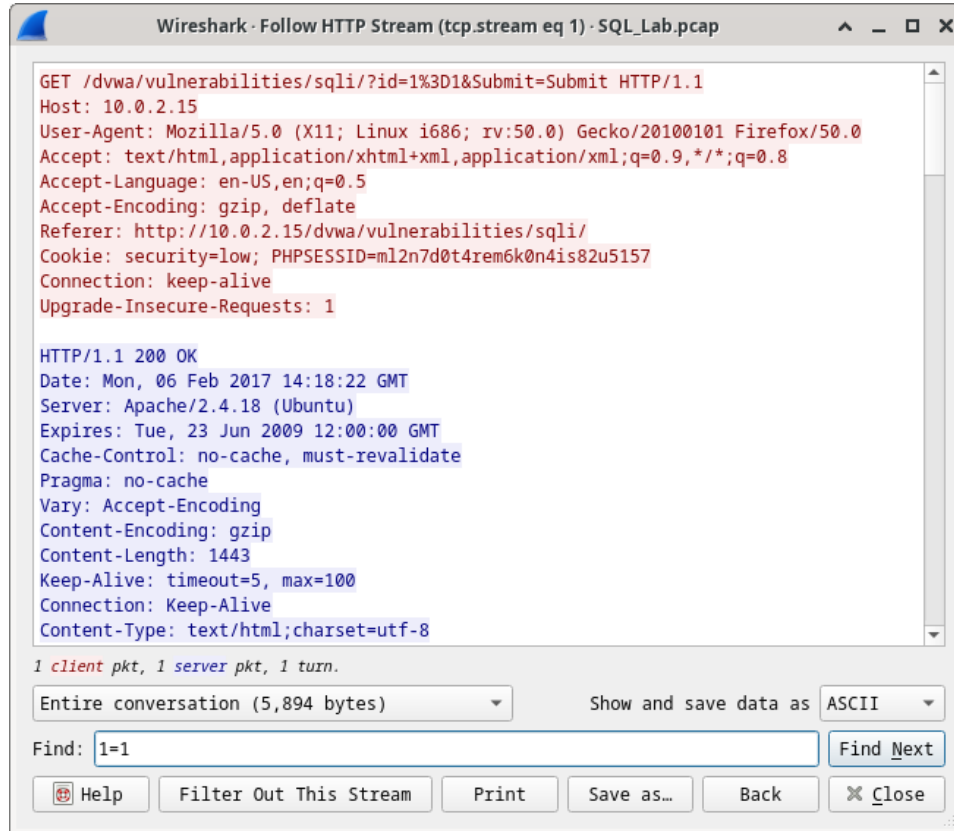 Wireshark · Follow HTTP Stream (tcp.stream eq 1) · SQL_Lab.pcap
GET /dvwa/vulnerabilities/sqli/?id=1%3D1&Submit=Submit HTTP/1.1
Host: 10.0.2.15
User-Agent: Mozilla/5.0 (X11; Linux i686; rv:50.0) Gecko/20100101 Firefox/50.0
Accept: text/html,application/xhtml+xml,application/xml;q=0.9,*/*;q=0.8
Accept-Language: en-US,en;q=0.5
Accept-Encoding: gzip, deflate
Referer: http://10.0.2.15/dvwa/vulnerabilities/sqli/
Cookie: security=low; PHPSESSID=ml2n7d0t4rem6k0n4is82u5157
Connection: keep-alive
Upgrade-Insecure-Requests: 1
HTTP/1.1 200 OK
Date: Mon, 06 Feb 2017 14:18:22 GMT
Server: Apache/2.4.18 (Ubuntu)
Expires: Tue, 23 Jun 2009 12:00:00 GMT
Cache-Control: no-cache, must-revalidate
Pragma: no-cache
Vary: Accept-Encoding
Content-Encoding: gzip
Content-Length: 1443
Keep-Alive: timeout=5, max=100
Connection: Keep-Alive
Content-Type: text/html;charset=utf-8
1 client pkt, 1 server pkt, 1 turn.
Entire conversation (5,894 bytes) Show and save data as ASCII
Find: 1=1 Find Next
Help Filter Out This Stream Print Save as… Back Close